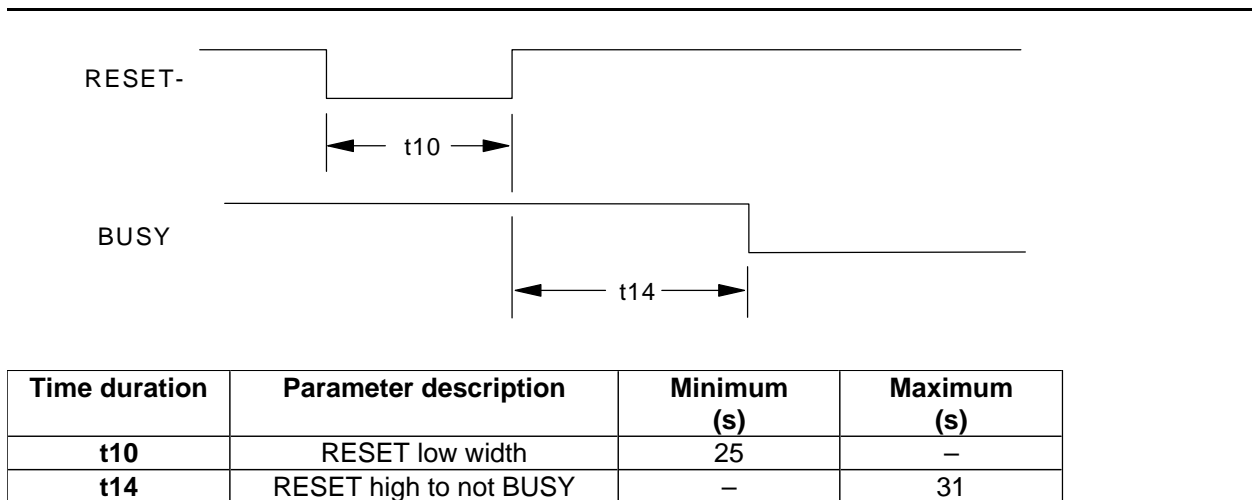 RESET-
t10
BUSY
t14
Time duration Parameter description Minimum (s) Maximum (s)
t10 RESET low width 25 –
t14 RESET high to not BUSY – 31